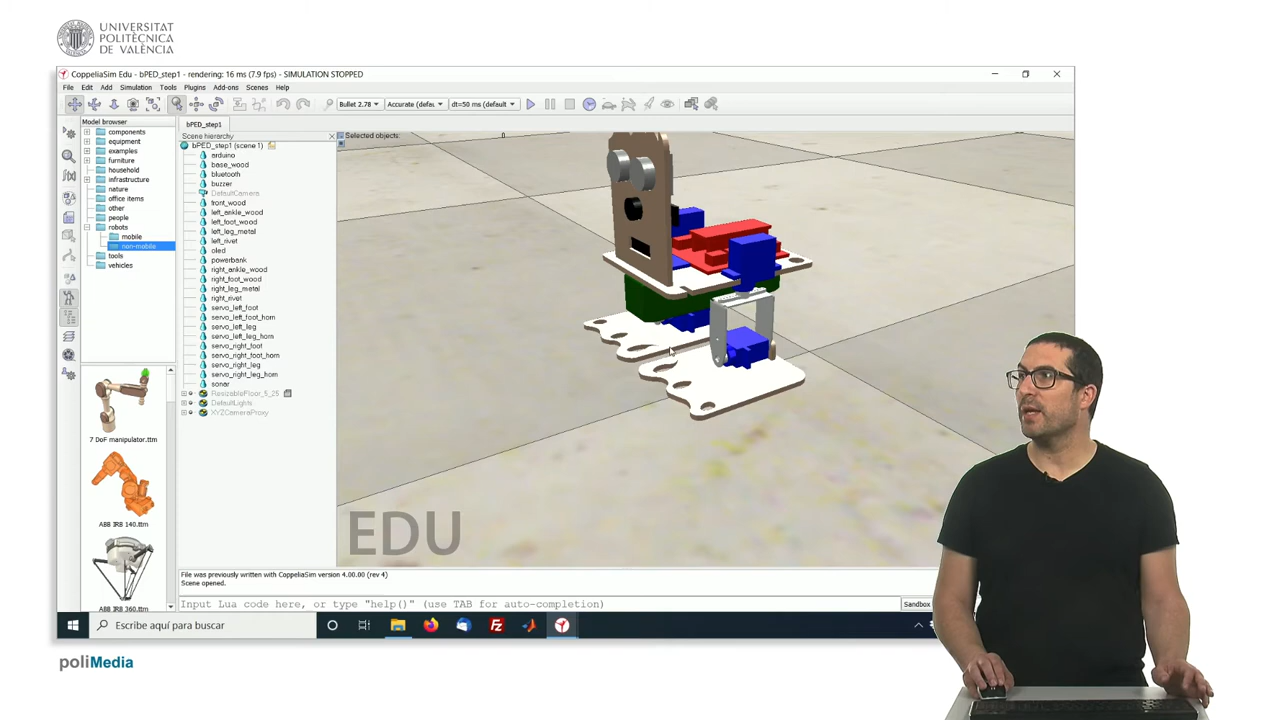 UNIVERSITAT
POLITÈCNICA
DE VALÈNCIA
CoppeliaSim Edu - bPED_step1 - rendering: 16 ms (7.9 fps) - SIMULATION STOPPED
File Edit Add Simulation Tools Plugins Add-ons Scenes Help
Bullet 2.78 Accurate (defau dt=50 ms (default
Model browser
components
equipment
examples
furniture
household
infrastructure
nature
office items
other
people
robots
mobile
non-mobile
tools
vehicles
7 DoF manipulator.ttm
ABB IRB 140.ttm
ABB IRB 360.ttm
bPED_step1
Scene hierarchy
bPED_step1 (scene 1)
arduino
base_wood
bluetooth
buzzer
DefaultCamera
front_wood
left_ankle_wood
left_foot_wood
left_leg_metal
left_rivet
oled
powerbank
right_ankle_wood
right_foot_wood
right_leg_metal
right_rivet
servo_left_foot
servo_left_foot_horn
servo_left_leg
servo_left_leg_horn
servo_right_foot
servo_right_foot_horn
servo_right_leg
servo_right_leg_horn
sonar
ResizableFloor_5_25
DefaultLights
XYZCameraProxy
Selected objects: 0
EDU
File was previously written with CoppeliaSim version 4.00.00 (rev 4)
Scene opened.
Input Lua code here, or type "help()" (use TAB for auto-completion)
Sandbox
Escribe aquí para buscar
poliMedia